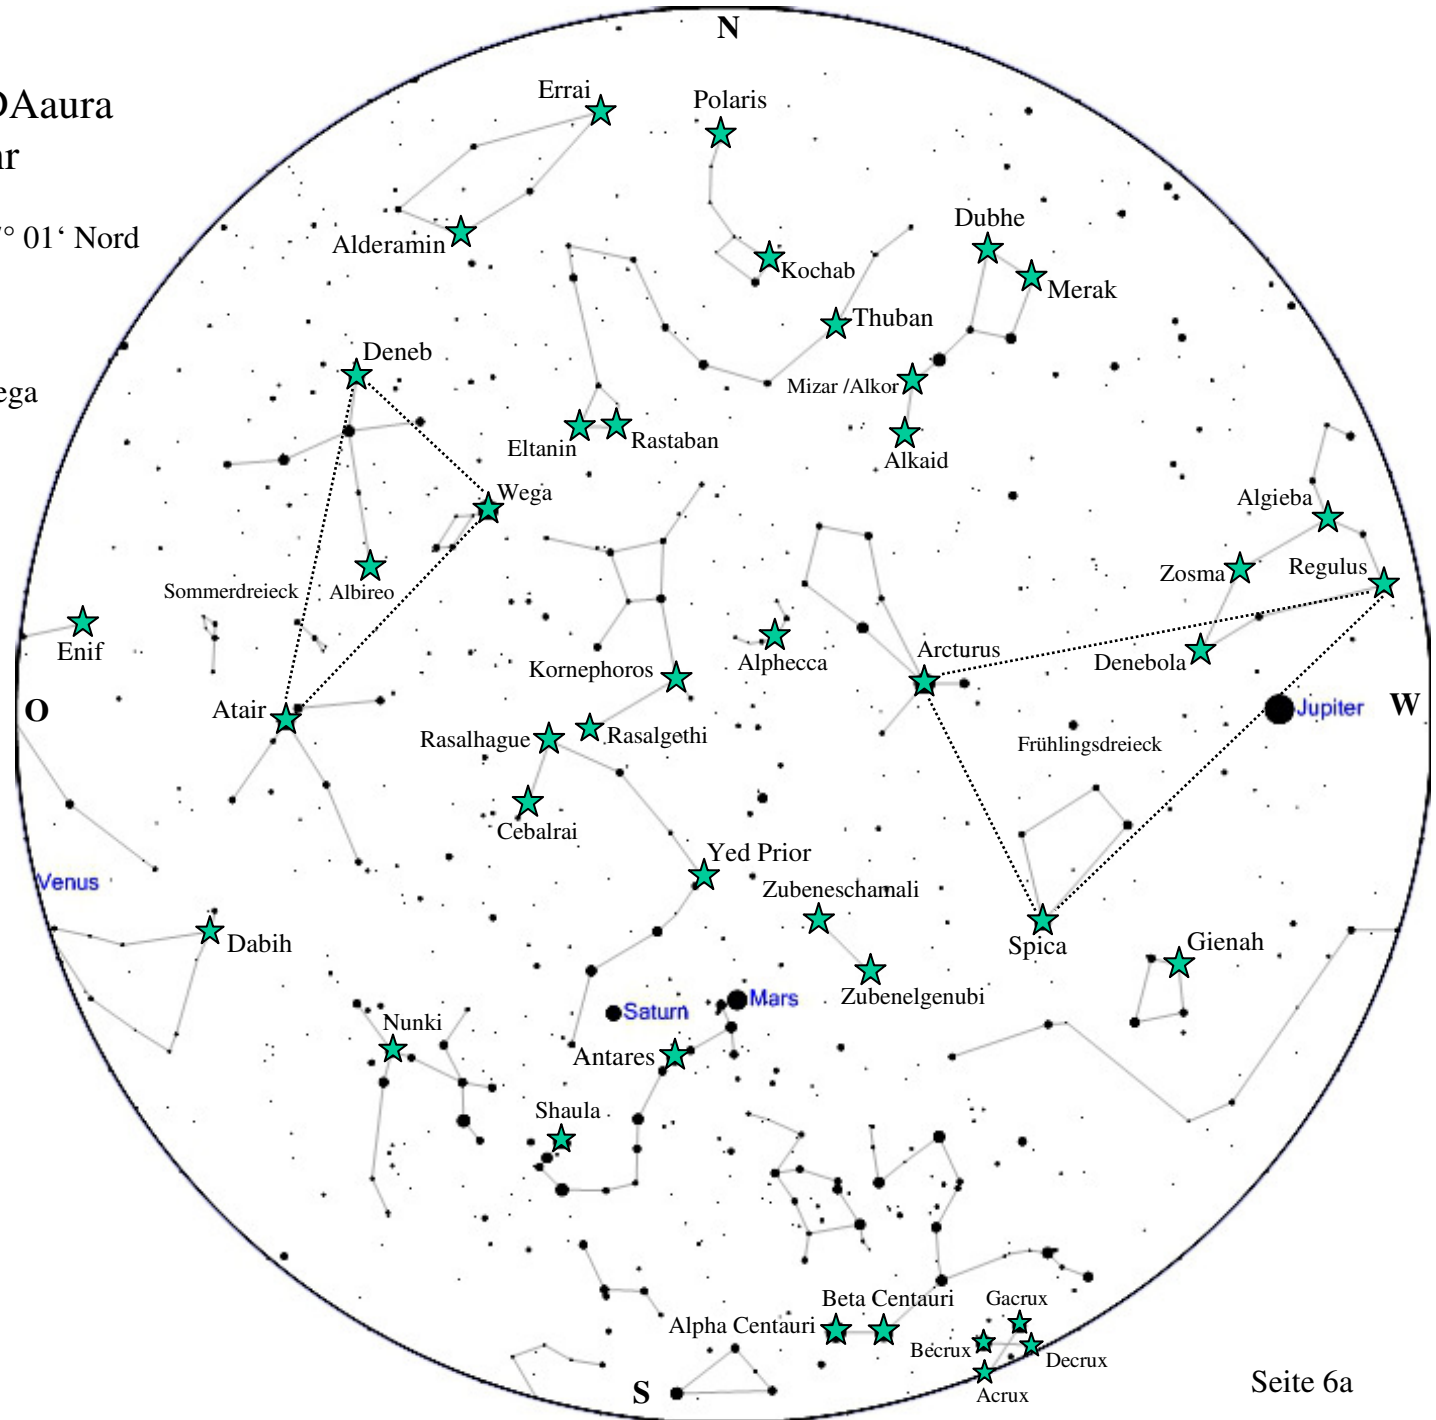 N
Errai
Polaris
DAaura
Dubhe
01‘ Nord
Alderamin
Kochab
Merak
Thuban
Deneb
Mizar /Alkor
Eltanin
Rastaban
Alkaid
Wega
Algieba
Zosma
Regulus
Sommerdreieck
Albireo
Enif
Kornephoros
Alphecca
Arcturus
Denebola
O
Atair
Rasalhague
Rasalgethi
Frühlingsdreieck
Jupiter
W
Cebalrai
Yed Prior
Venus
Zubeneschamali
Dabih
Spica
Gienah
Zubenelgenubi
Saturn
Mars
Nunki
Antares
Shaula
Beta Centauri
Gacrux
Alpha Centauri
Becrux
Decrux
S
Acrux
Seite 6a